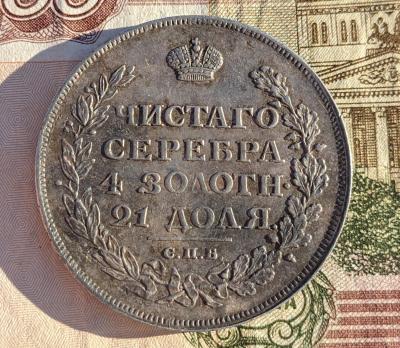 ЧИСТАГО
СЕРЕБРА
4 ЗОЛОТН.
21 ДОЛЯ
С.П.Б